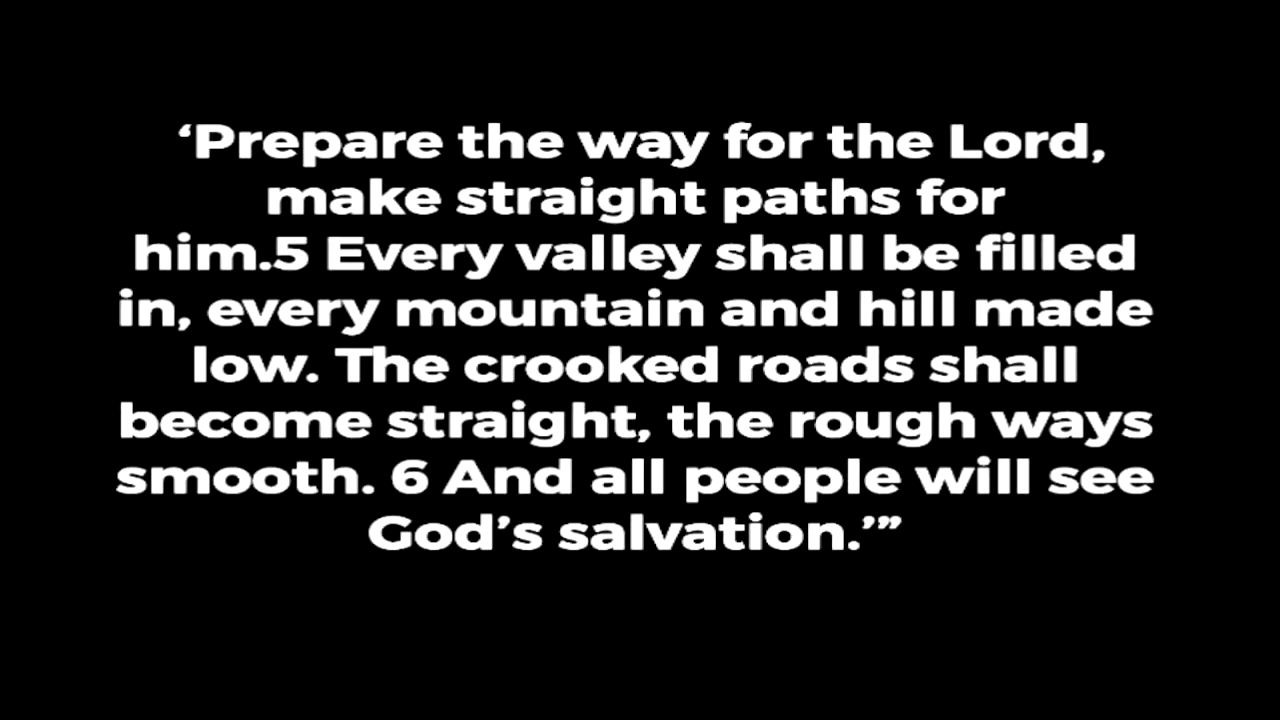 ‘Prepare the way for the Lord,
make straight paths for
him.5 Every valley shall be filled
in, every mountain and hill made
low. The crooked roads shall
become straight, the rough ways
smooth. 6 And all people will see
God’s salvation.’”